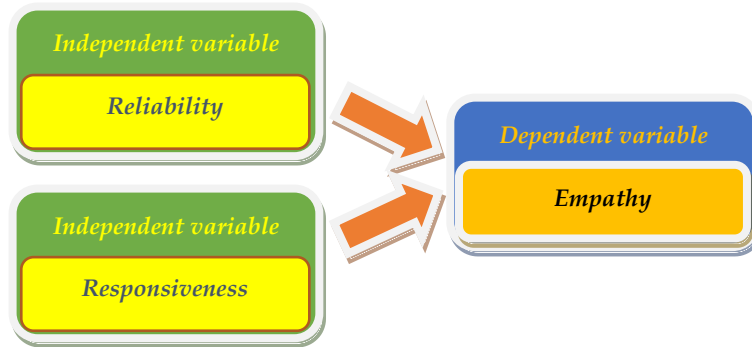 Independent variable
Reliability
Independent variable
Responsiveness
Dependent variable
Empathy